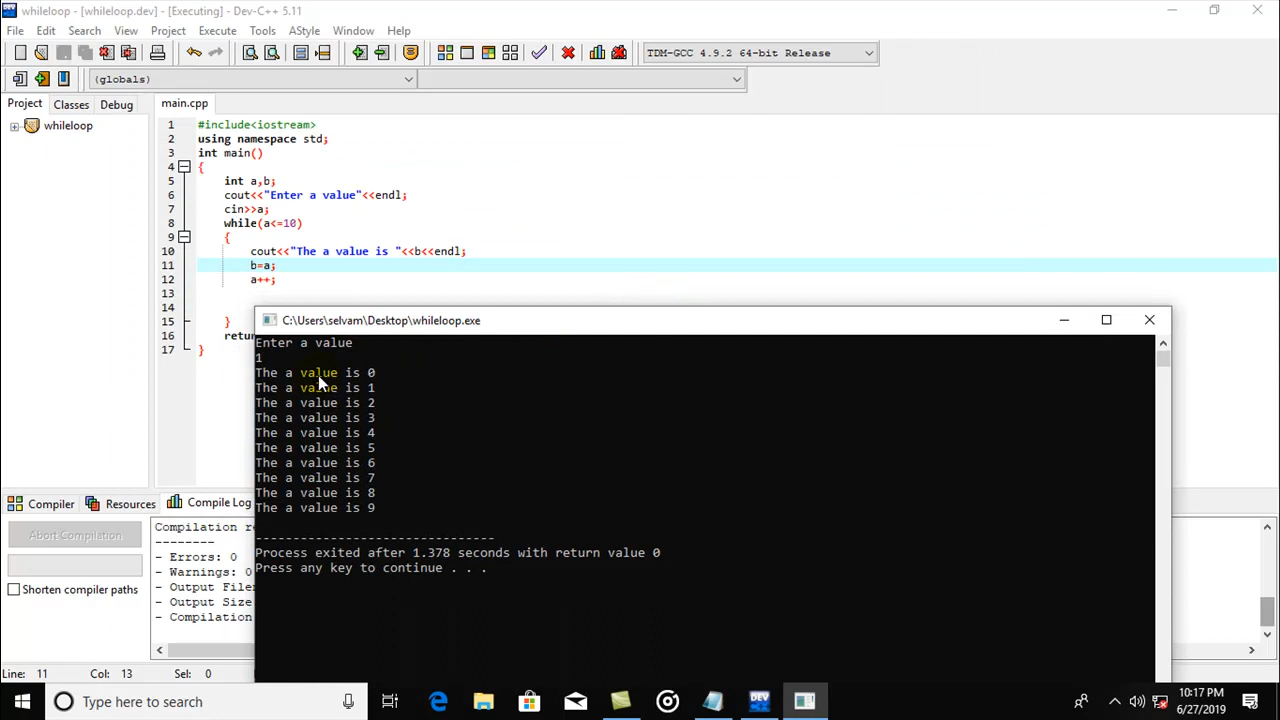 whileloop - [whileloop.dev] - [Executing] - Dev-C++ 5.11
File Edit Search View Project Execute Tools AStyle Window Help
TDM-GCC 4.9.2 64-bit Release
(globals)
Project Classes Debug
main.cpp
whileloop
1 #include<iostream>
2 using namespace std;
3 int main()
4 {
5 int a,b;
6 cout<<"Enter a value"<<endl;
7 cin>>a;
8 while(a<=10)
9 {
10 cout<<"The a value is "<<b<<endl;
11 b=a;
12 a++;
13
14
15 }
16 retur
17 }
C:\Users\selvam\Desktop\whileloop.exe
Enter a value
1
The a value is 0
The a value is 1
The a value is 2
The a value is 3
The a value is 4
The a value is 5
The a value is 6
The a value is 7
The a value is 8
The a value is 9
--------------------------------
Process exited after 1.378 seconds with return value 0
Press any key to continue . . .
Compiler Resources Compile Log
Abort Compilation
Shorten compiler paths
Compilation re
--------
- Errors: 0
- Warnings: 0
- Output File
- Output Size
- Compilation
Line: 11 Col: 13 Sel: 0
Type here to search
DEV
10:17 PM
6/27/2019